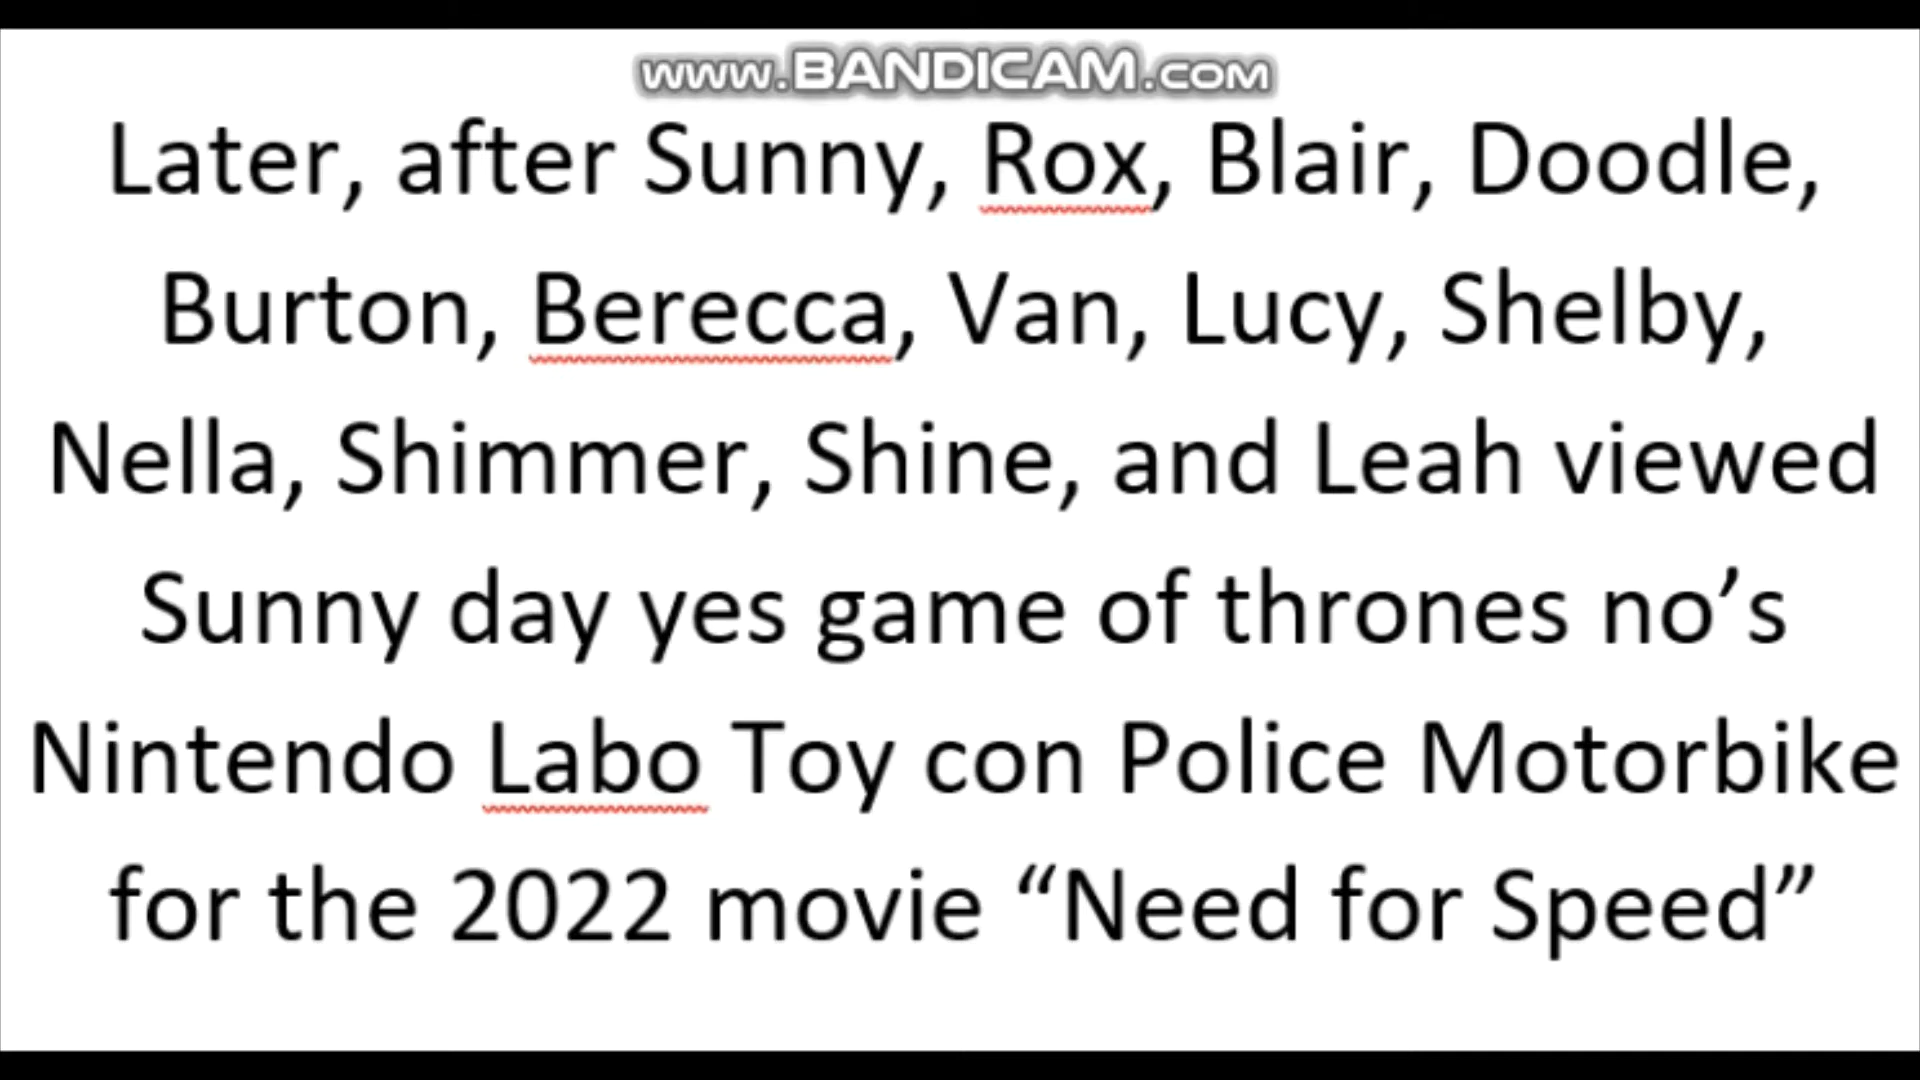 www.BANDICAM.com
Later, after Sunny, Rox, Blair, Doodle,
Burton, Berecca, Van, Lucy, Shelby,
Nella, Shimmer, Shine, and Leah viewed
Sunny day yes game of thrones no’s
Nintendo Labo Toy con Police Motorbike
for the 2022 movie “Need for Speed”